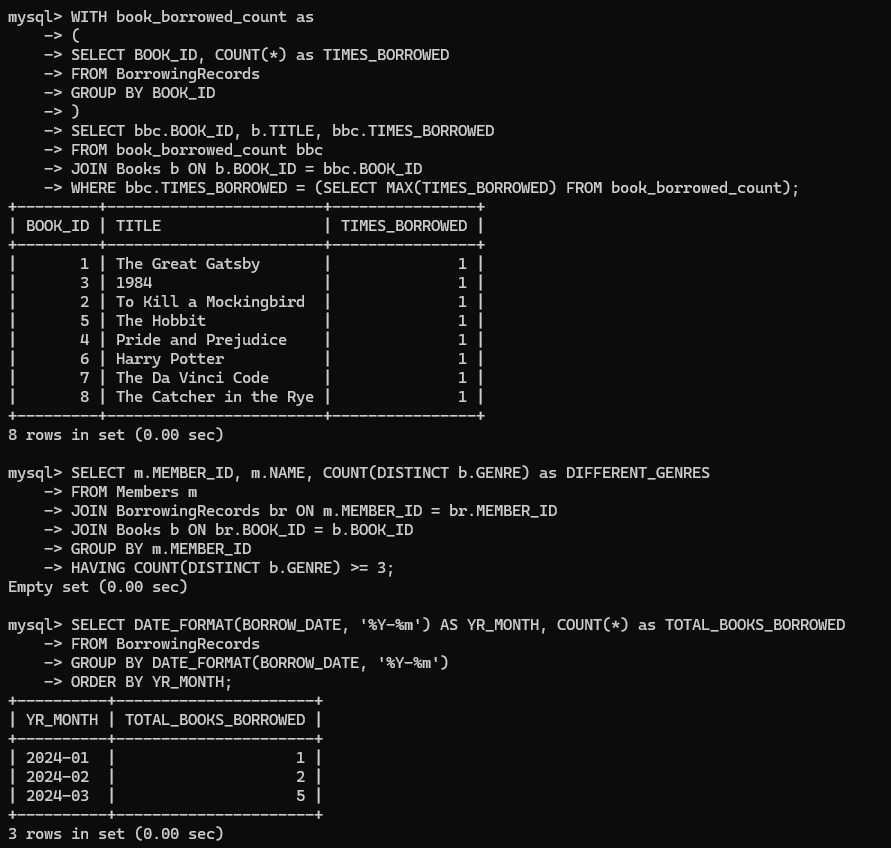 mysql> WITH book_borrowed_count as
    -> (
    -> SELECT BOOK_ID, COUNT(*) as TIMES_BORROWED
    -> FROM BorrowingRecords
    -> GROUP BY BOOK_ID
    -> )
    -> SELECT bbc.BOOK_ID, b.TITLE, bbc.TIMES_BORROWED
    -> FROM book_borrowed_count bbc
    -> JOIN Books b ON b.BOOK_ID = bbc.BOOK_ID
    -> WHERE bbc.TIMES_BORROWED = (SELECT MAX(TIMES_BORROWED) FROM book_borrowed_count);
+---------+------------------------+----------------+
| BOOK_ID | TITLE                  | TIMES_BORROWED |
+---------+------------------------+----------------+
|       1 | The Great Gatsby       |              1 |
|       3 | 1984                   |              1 |
|       2 | To Kill a Mockingbird  |              1 |
|       5 | The Hobbit             |              1 |
|       4 | Pride and Prejudice    |              1 |
|       6 | Harry Potter           |              1 |
|       7 | The Da Vinci Code      |              1 |
|       8 | The Catcher in the Rye |              1 |
+---------+------------------------+----------------+
8 rows in set (0.00 sec)

mysql> SELECT m.MEMBER_ID, m.NAME, COUNT(DISTINCT b.GENRE) as DIFFERENT_GENRES
    -> FROM Members m
    -> JOIN BorrowingRecords br ON m.MEMBER_ID = br.MEMBER_ID
    -> JOIN Books b ON br.BOOK_ID = b.BOOK_ID
    -> GROUP BY m.MEMBER_ID
    -> HAVING COUNT(DISTINCT b.GENRE) >= 3;
Empty set (0.00 sec)

mysql> SELECT DATE_FORMAT(BORROW_DATE, '%Y-%m') AS YR_MONTH, COUNT(*) as TOTAL_BOOKS_BORROWED
    -> FROM BorrowingRecords
    -> GROUP BY DATE_FORMAT(BORROW_DATE, '%Y-%m')
    -> ORDER BY YR_MONTH;
+----------+----------------------+
| YR_MONTH | TOTAL_BOOKS_BORROWED |
+----------+----------------------+
| 2024-01  |                    1 |
| 2024-02  |                    2 |
| 2024-03  |                    5 |
+----------+----------------------+
3 rows in set (0.00 sec)